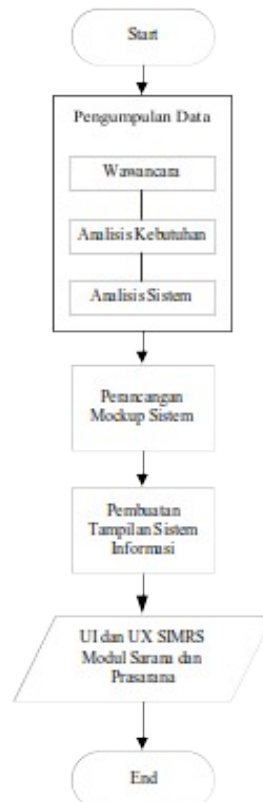 Start
Pengumpulan Data
Wawancara
Analisis Kebutuhan
Analisis Sistem
Perancangan
Mockup Sistem
Pembuatan
Tampilan Sistem
Informasi
UI dan UX SIMRS
Modul Sarana dan
Prasarana
End